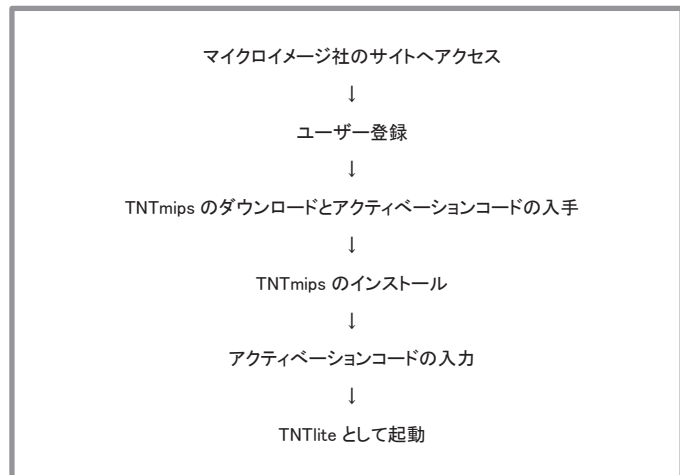 マイクロイメージ社のサイトへアクセス
↓
ユーザー登録
↓
TNTmips のダウンロードとアクティベーションコードの入手
↓
TNTmips のインストール
↓
アクティベーションコードの入力
↓
TNTlite として起動